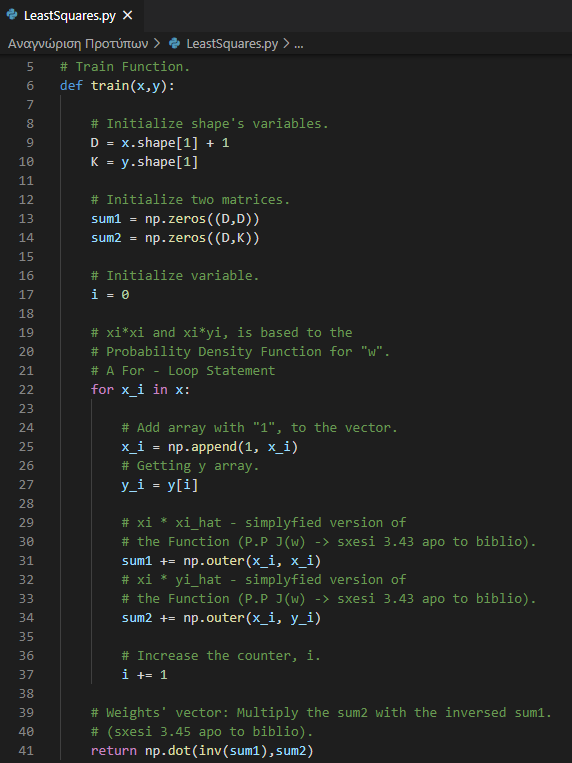 LeastSquares.py ×
Αναγνώριση Προτύπων > LeastSquares.py > ...
5 # Train Function.
6 def train(x,y):
7
8 # Initialize shape's variables.
9 D = x.shape[1] + 1
10 K = y.shape[1]
11
12 # Initialize two matrices.
13 sum1 = np.zeros((D,D))
14 sum2 = np.zeros((D,K))
15
16 # Initialize variable.
17 i = 0
18
19 # xi*xi and xi*yi, is based to the
20 # Probability Density Function for "w".
21 # A For - Loop Statement
22 for x_i in x:
23
24 # Add array with "1", to the vector.
25 x_i = np.append(1, x_i)
26 # Getting y array.
27 y_i = y[i]
28
29 # xi * xi_hat - simplyfied version of
30 # the Function (P.P J(w) -> sxesi 3.43 apo to biblio).
31 sum1 += np.outer(x_i, x_i)
32 # xi * yi_hat - simplyfied version of
33 # the Function (P.P J(w) -> sxesi 3.43 apo to biblio).
34 sum2 += np.outer(x_i, y_i)
35
36 # Increase the counter, i.
37 i += 1
38
39 # Weights' vector: Multiply the sum2 with the inversed sum1.
40 # (sxesi 3.45 apo to biblio).
41 return np.dot(inv(sum1),sum2)